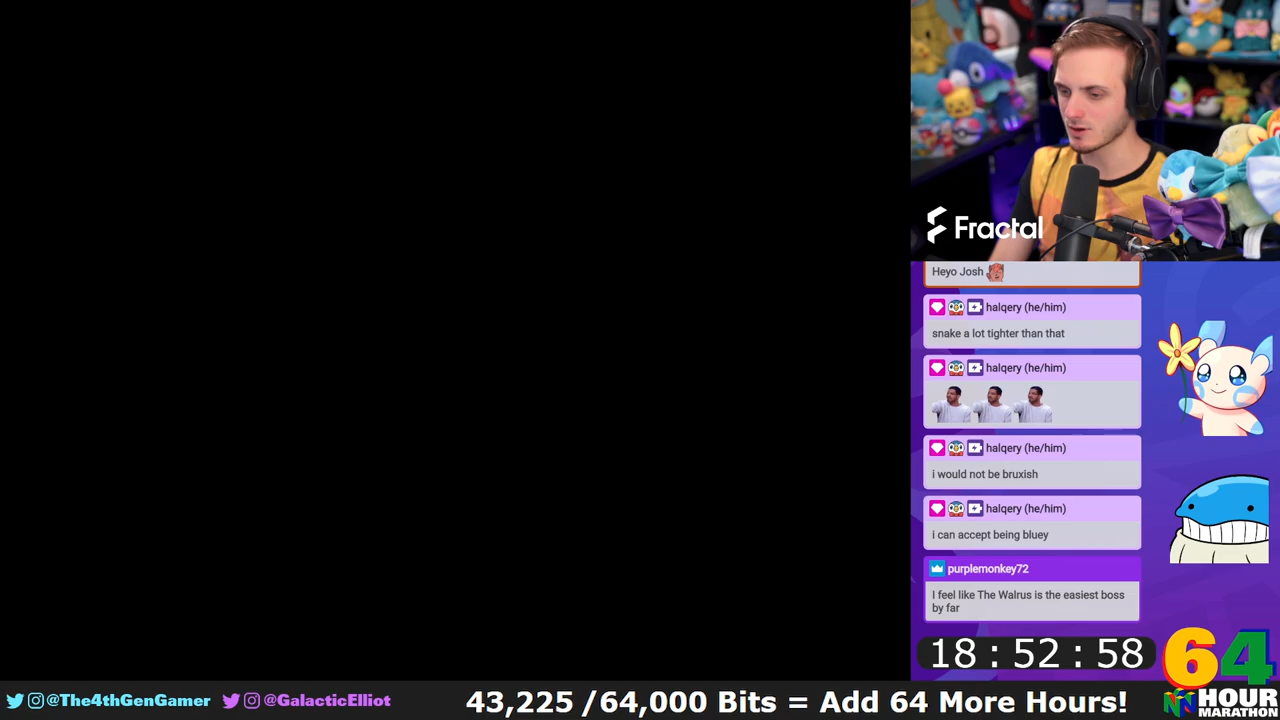 Fractal
Heyo Josh
halqery (he/him)
snake a lot tighter than that
halqery (he/him)
halqery (he/him)
i would not be bruxish
halqery (he/him)
i can accept being bluey
purplemonkey72
I feel like The Walrus is the easiest boss
by far
18:52:58
64
HOUR
MARATHON
@The4thGenGamer
@GalacticElliot
43,225/64,000 Bits = Add 64 More Hours!